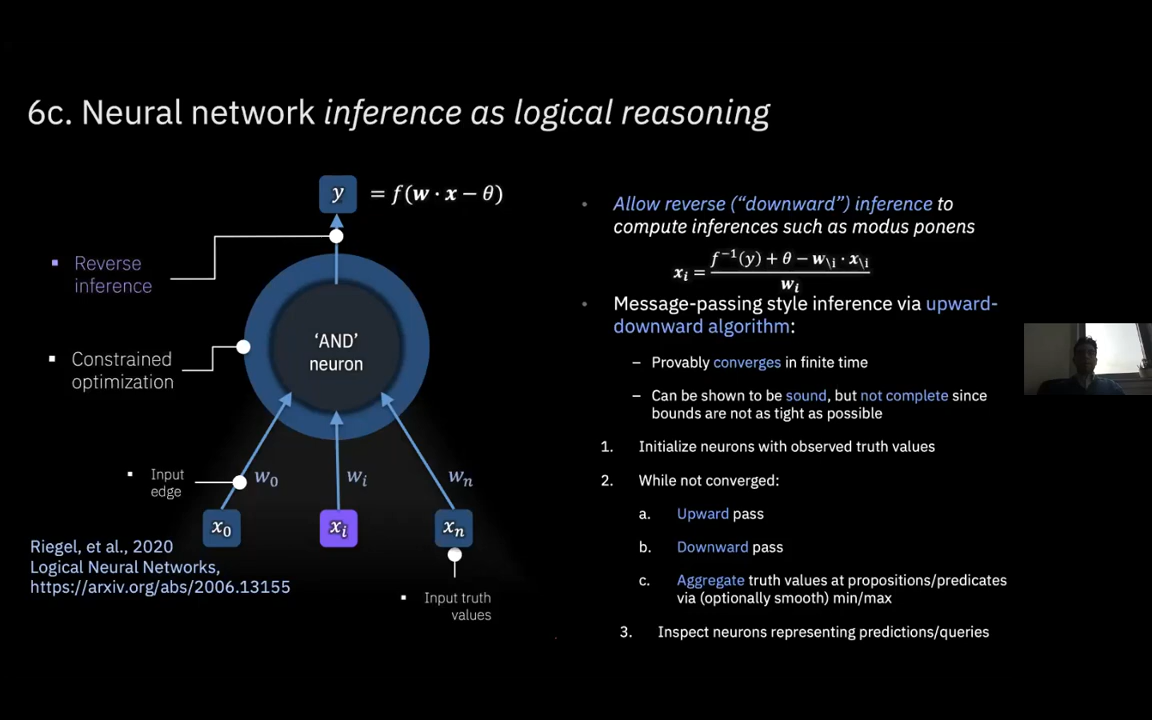 6c. Neural network inference as logical reasoning
y = f(w · x − θ)
Reverse
inference
Constrained
optimization
'AND'
neuron
Input
edge
w₀ wᵢ wₙ
x₀ xᵢ xₙ
Riegel, et al., 2020
Logical Neural Networks,
https://arxiv.org/abs/2006.13155
Input truth
values
Allow reverse ("downward") inference to
compute inferences such as modus ponens
xᵢ = (f⁻¹(y) + θ − w\i · x\i) / wᵢ
Message-passing style inference via upward-
downward algorithm:
– Provably converges in finite time
– Can be shown to be sound, but not complete since
bounds are not as tight as possible
1. Initialize neurons with observed truth values
2. While not converged:
a. Upward pass
b. Downward pass
c. Aggregate truth values at propositions/predicates
via (optionally smooth) min/max
3. Inspect neurons representing predictions/queries